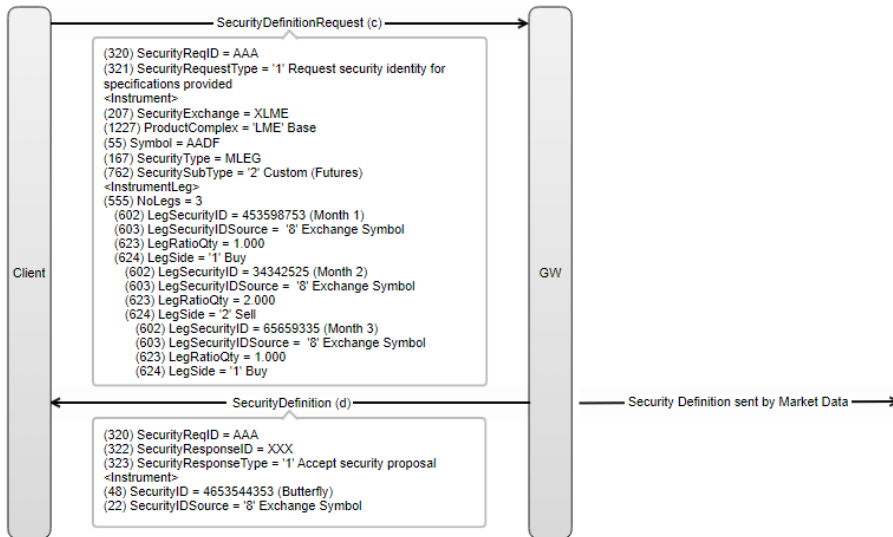 SecurityDefinitionRequest (c)
(320) SecurityReqID = AAA
(321) SecurityRequestType = '1' Request security identity for
specifications provided
<Instrument>
(207) SecurityExchange = XLME
(1227) ProductComplex = 'LME' Base
(55) Symbol = AADF
(167) SecurityType = MLEG
(762) SecuritySubType = '2' Custom (Futures)
<InstrumentLeg>
(555) NoLegs = 3
(602) LegSecurityID = 453598753 (Month 1)
(603) LegSecurityIDSource = '8' Exchange Symbol
(623) LegRatioQty = 1.000
(624) LegSide = '1' Buy
(602) LegSecurityID = 34342525 (Month 2)
(603) LegSecurityIDSource = '8' Exchange Symbol
(623) LegRatioQty = 2.000
(624) LegSide = '2' Sell
(602) LegSecurityID = 65659335 (Month 3)
(603) LegSecurityIDSource = '8' Exchange Symbol
(623) LegRatioQty = 1.000
(624) LegSide = '1' Buy
Client
GW
SecurityDefinition (d)
Security Definition sent by Market Data
(320) SecurityReqID = AAA
(322) SecurityResponseID = XXX
(323) SecurityResponseType = '1' Accept security proposal
<Instrument>
(48) SecurityID = 4653544353 (Butterfly)
(22) SecurityIDSource = '8' Exchange Symbol